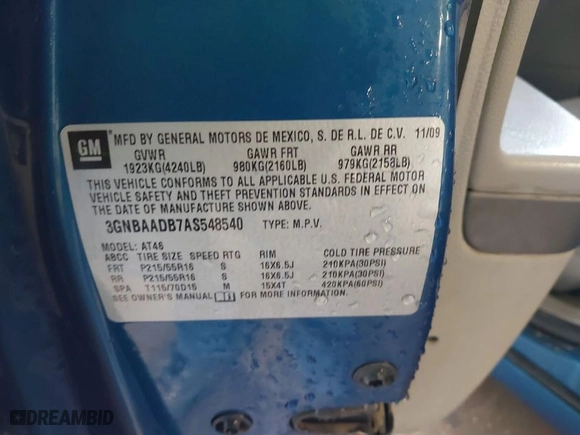 GM
MFD BY GENERAL MOTORS DE MEXICO, S. DE R.L. DE C.V. 11/09
GVWR GAWR FRT GAWR RR
1923KG(4240LB) 980KG(2160LB) 979KG(2158LB)
THIS VEHICLE CONFORMS TO ALL APPLICABLE U.S. FEDERAL MOTOR
VEHICLE SAFETY AND THEFT PREVENTION STANDARDS IN EFFECT ON
THE DATE OF MANUFACTURE SHOWN ABOVE.
3GNBAADB7AS548540 TYPE: M.P.V.
MODEL: AT46
ABCC TIRE SIZE SPEED RTG RIM COLD TIRE PRESSURE
FRT P215/55R16 S 16X6.5J 210KPA(30PSI)
RR P215/55R16 S 16X6.5J 210KPA(30PSI)
SPA T115/70D15 M 15X4T 420KPA(60PSI)
SEE OWNER'S MANUAL FOR MORE INFORMATION.
DREAMBID